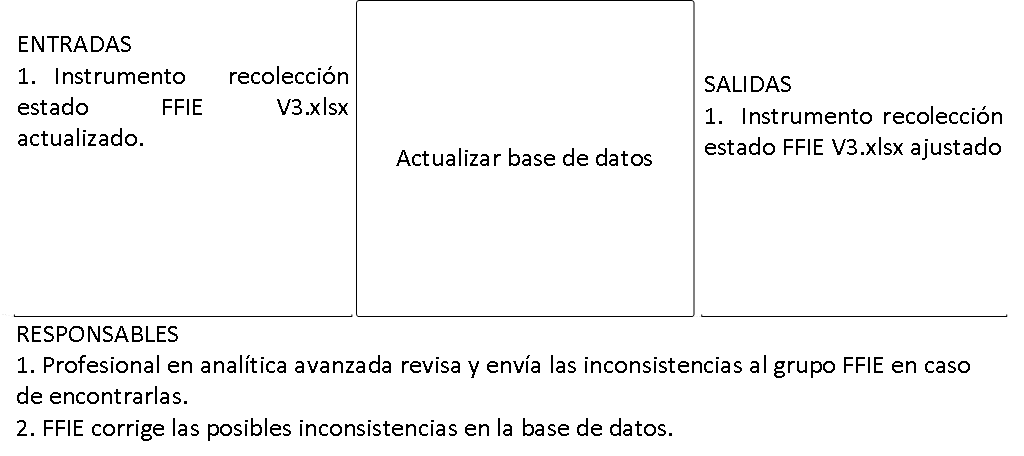 ENTRADAS
1. Instrumento recolección
estado FFIE V3.xlsx
actualizado.
Actualizar base de datos
SALIDAS
1. Instrumento recolección
estado FFIE V3.xlsx ajustado
RESPONSABLES
1. Profesional en analítica avanzada revisa y envía las inconsistencias al grupo FFIE en caso
de encontrarlas.
2. FFIE corrige las posibles inconsistencias en la base de datos.